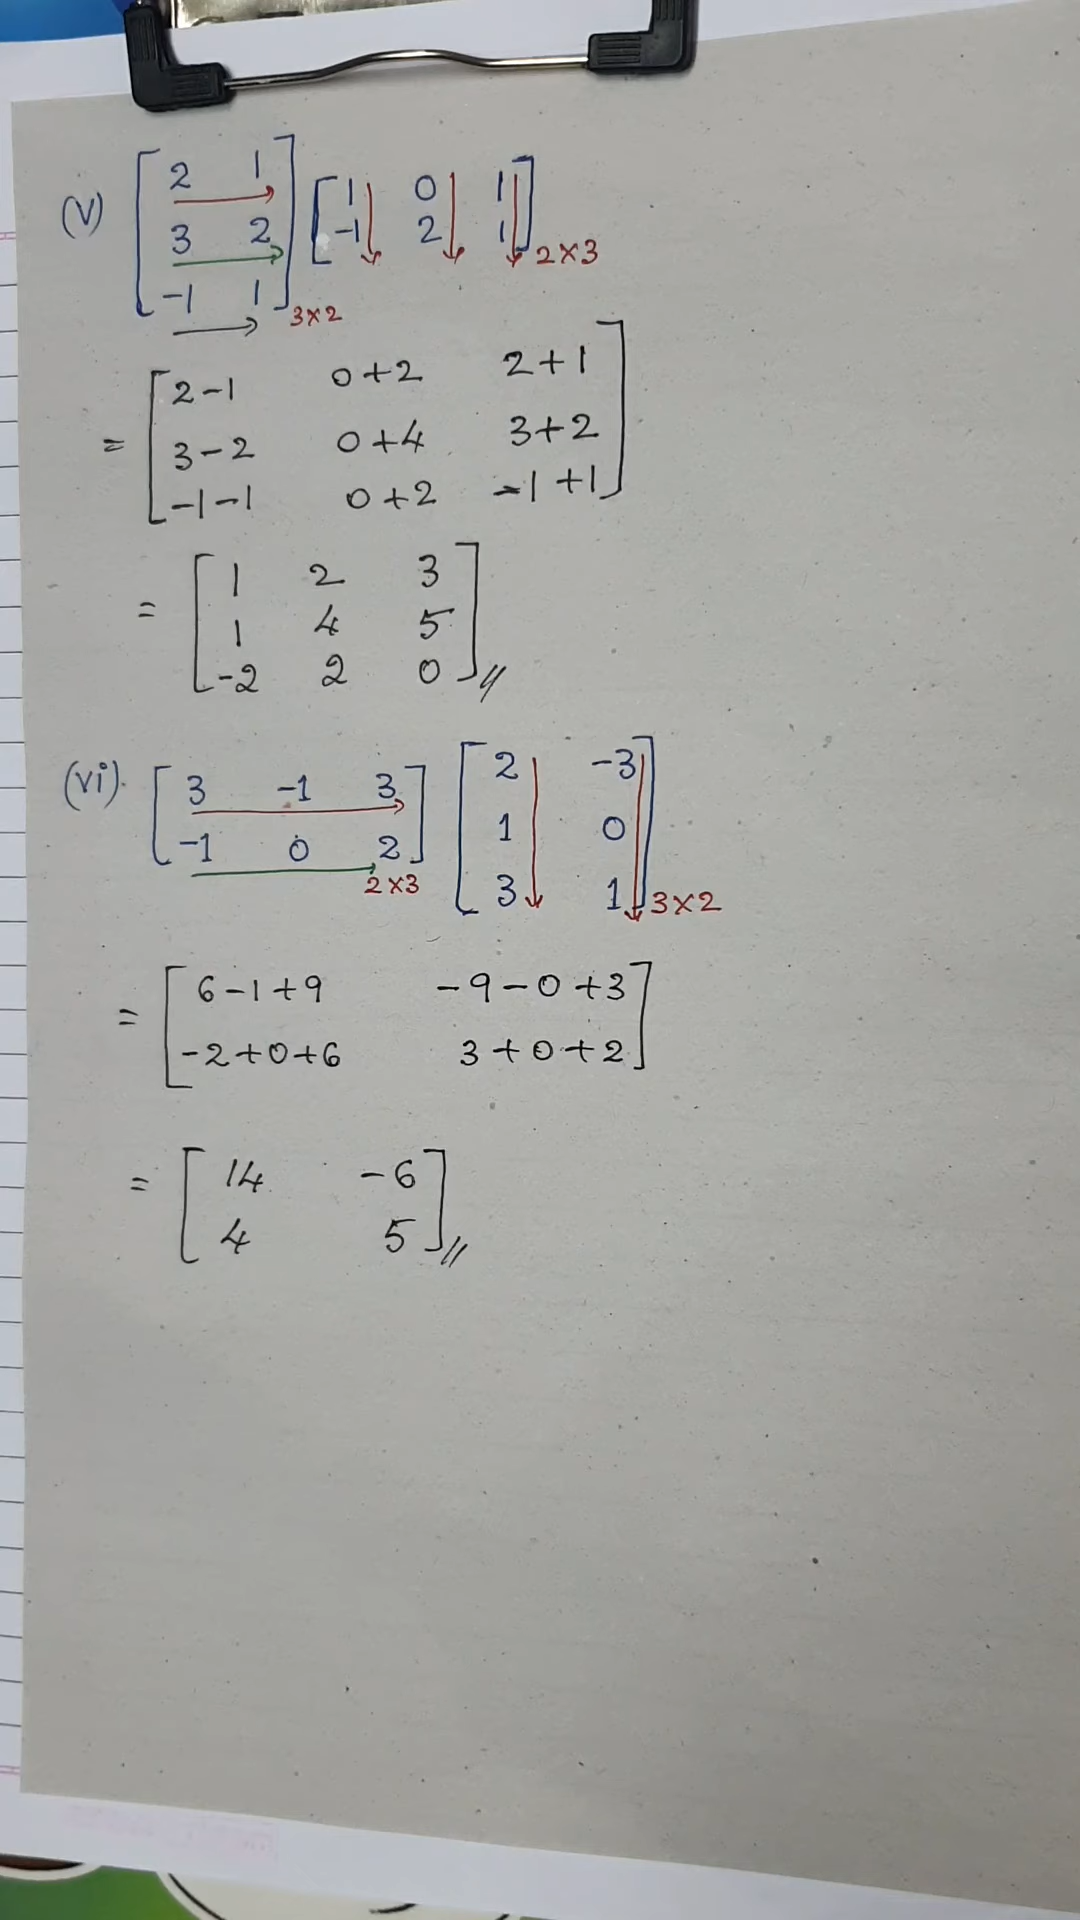 (v) [2 1] [1 0 1]
3 2 -1 2 1 2×3
-1 1 3×2
= [2-1 0+2 2+1
3-2 0+4 3+2
-1-1 0+2 -1+1]
= [1 2 3
1 4 5
-2 2 0]//
(vi). [3 -1 3] [2 -3]
-1 0 2 2×3 1 0
3 1 3×2
= [6-1+9 -9-0+3
-2+0+6 3+0+2]
= [14 -6
4 5]//